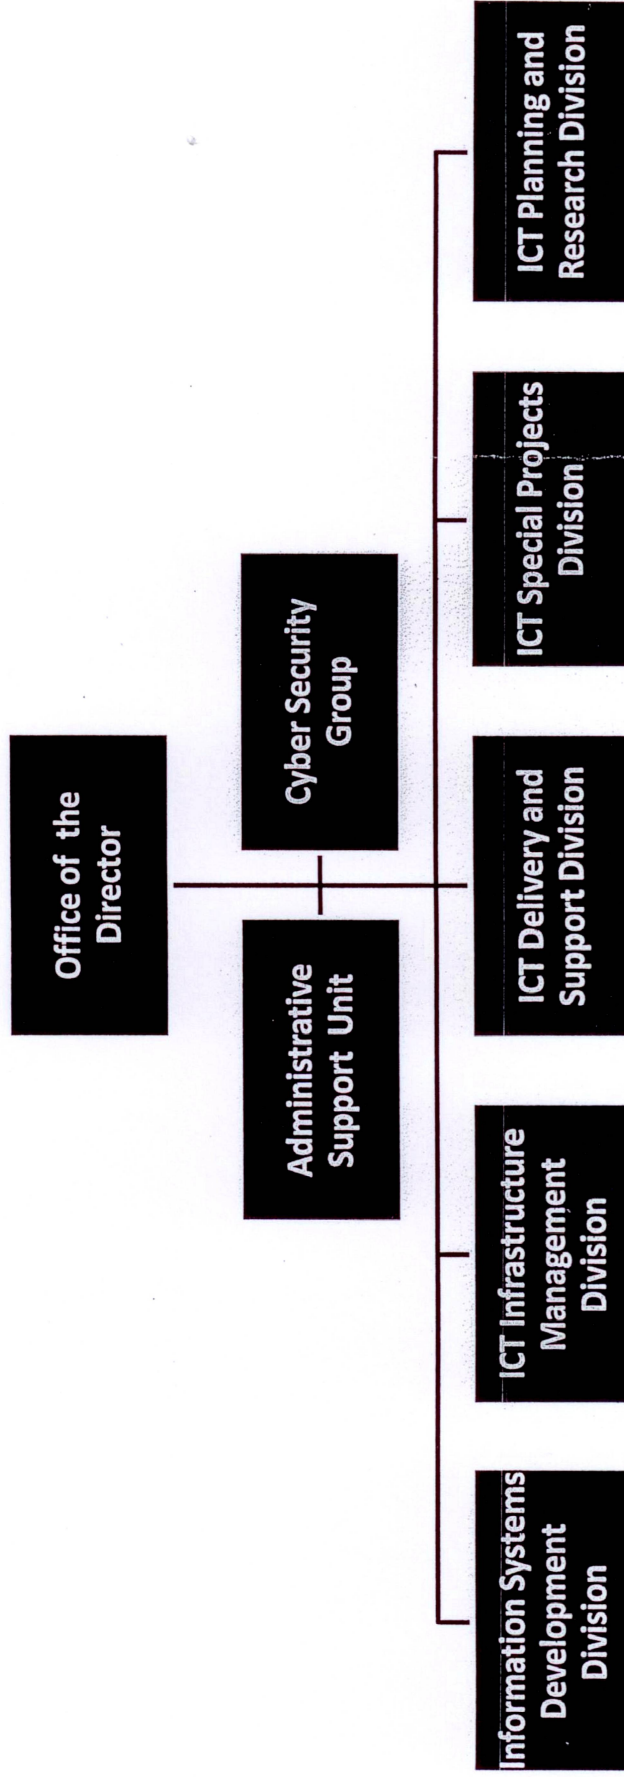 Office of the
Director
Administrative
Support Unit
Cyber Security
Group
Information Systems
Development
Division
ICT Infrastructure
Management
Division
ICT Delivery and
Support Division
ICT Special Projects
Division
ICT Planning and
Research Division